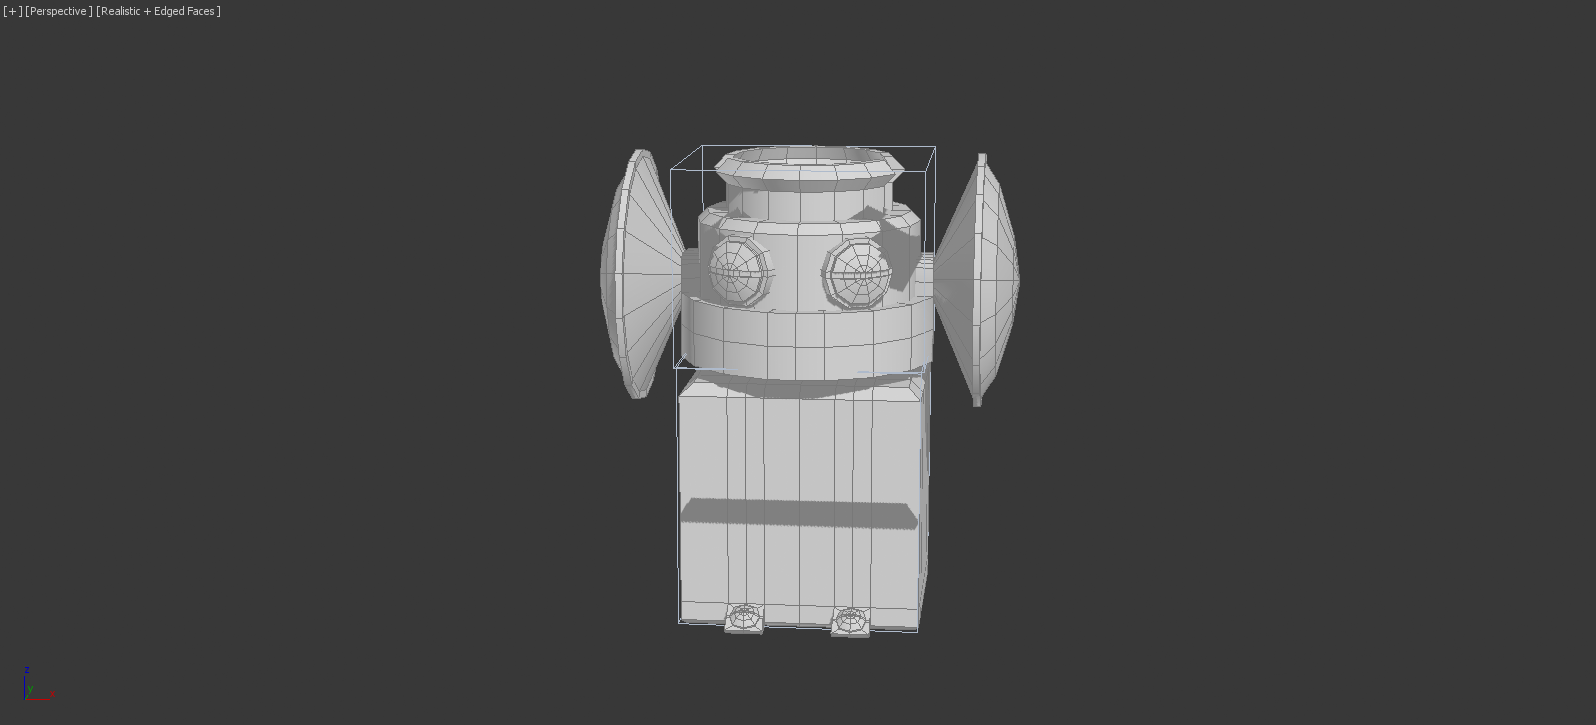 [+] [Perspective] [Realistic + Edged Faces]
z
y
x